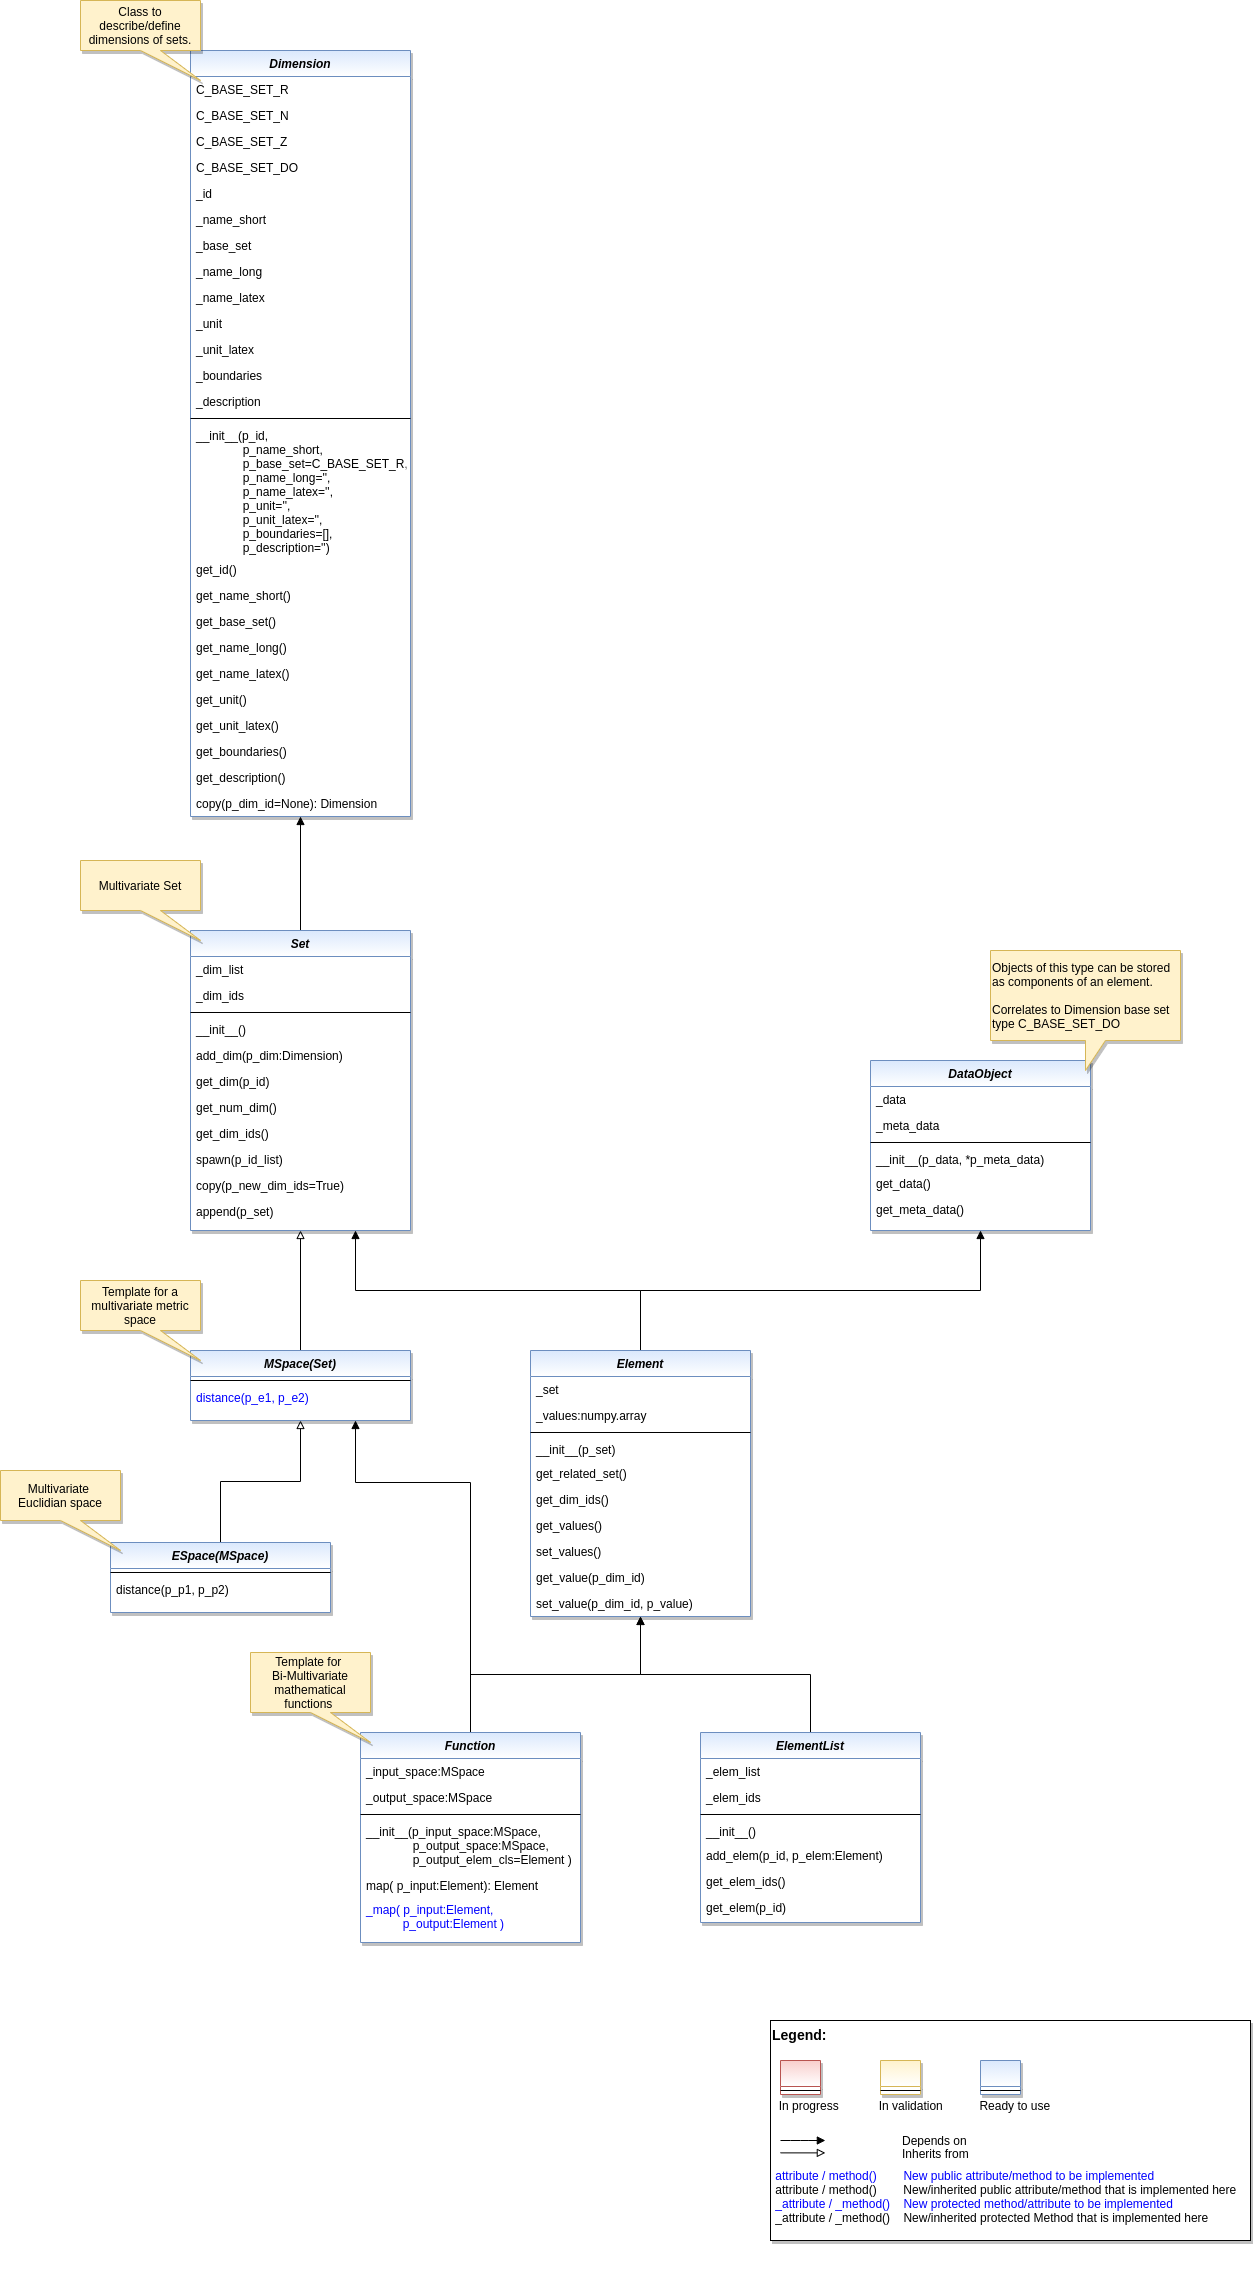 Class to
describe/define
dimensions of sets.
Dimension
C_BASE_SET_R
C_BASE_SET_N
C_BASE_SET_Z
C_BASE_SET_DO
_id
_name_short
_base_set
_name_long
_name_latex
_unit
_unit_latex
_boundaries
_description
__init__(p_id,
p_name_short,
p_base_set=C_BASE_SET_R,
p_name_long='',
p_name_latex='',
p_unit='',
p_unit_latex='',
p_boundaries=[],
p_description='')
get_id()
get_name_short()
get_base_set()
get_name_long()
get_name_latex()
get_unit()
get_unit_latex()
get_boundaries()
get_description()
copy(p_dim_id=None): Dimension
Multivariate Set
Set
_dim_list
_dim_ids
__init__()
add_dim(p_dim:Dimension)
get_dim(p_id)
get_num_dim()
get_dim_ids()
spawn(p_id_list)
copy(p_new_dim_ids=True)
append(p_set)
Objects of this type can be stored
as components of an element.
Correlates to Dimension base set
type C_BASE_SET_DO
DataObject
_data
_meta_data
__init__(p_data, *p_meta_data)
get_data()
get_meta_data()
Template for a
multivariate metric
space
MSpace(Set)
distance(p_e1, p_e2)
Element
_set
_values:numpy.array
__init__(p_set)
get_related_set()
get_dim_ids()
get_values()
set_values()
get_value(p_dim_id)
set_value(p_dim_id, p_value)
Multivariate
Euclidian space
ESpace(MSpace)
distance(p_p1, p_p2)
Template for
Bi-Multivariate
mathematical
functions
Function
_input_space:MSpace
_output_space:MSpace
__init__(p_input_space:MSpace,
p_output_space:MSpace,
p_output_elem_cls=Element )
map( p_input:Element): Element
_map( p_input:Element,
p_output:Element )
ElementList
_elem_list
_elem_ids
__init__()
add_elem(p_id, p_elem:Element)
get_elem_ids()
get_elem(p_id)
Legend:
In progress In validation Ready to use
Depends on
Inherits from
attribute / method() New public attribute/method to be implemented
attribute / method() New/inherited public attribute/method that is implemented here
_attribute / _method() New protected method/attribute to be implemented
_attribute / _method() New/inherited protected Method that is implemented here